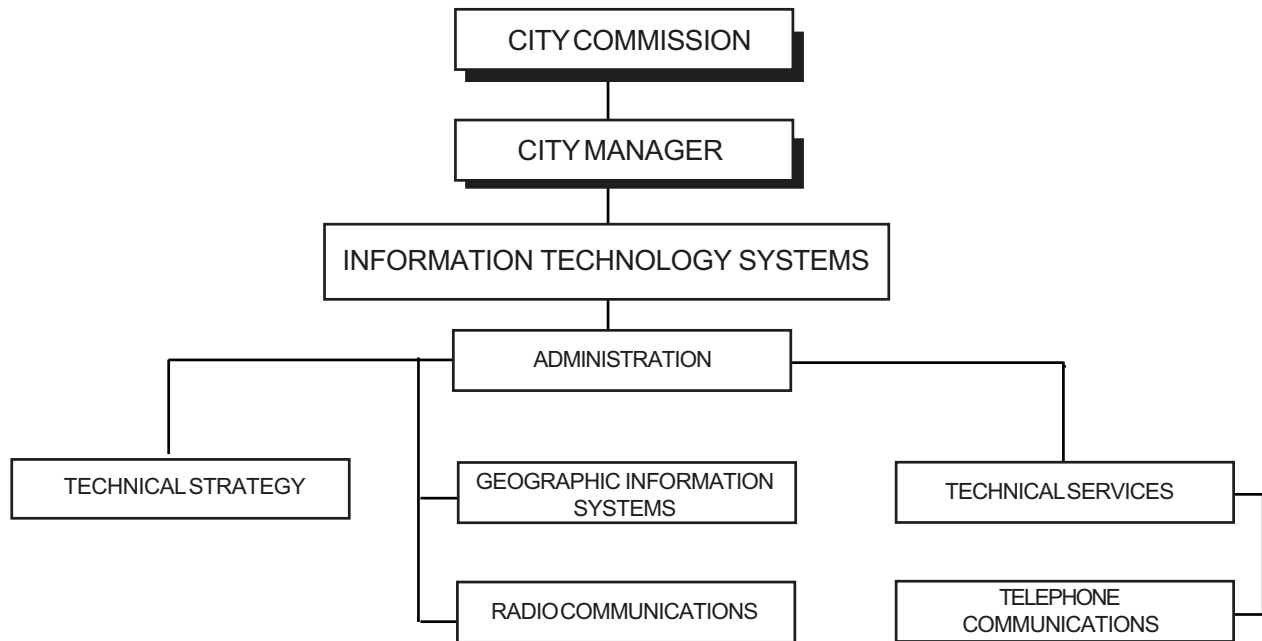 CITY COMMISSION
CITY MANAGER
INFORMATION TECHNOLOGY SYSTEMS
ADMINISTRATION
TECHNICAL STRATEGY
GEOGRAPHIC INFORMATION
SYSTEMS
TECHNICAL SERVICES
RADIO COMMUNICATIONS
TELEPHONE
COMMUNICATIONS